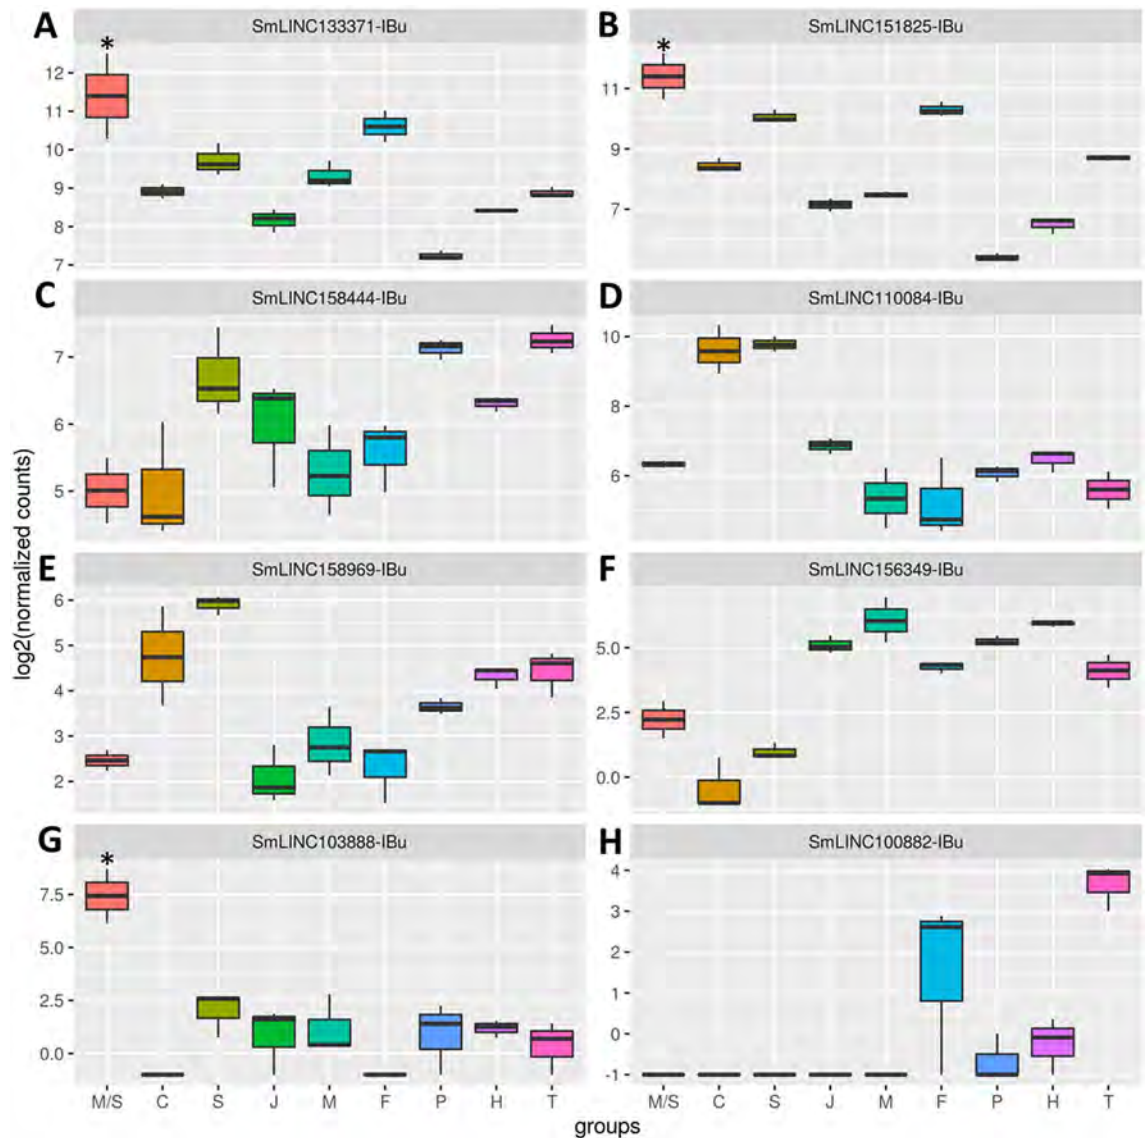 A
SmLINC133371-IBu
*
12
11
10
9
8
7
B
SmLINC151825-IBu
*
11
9
7
C
SmLINC158444-IBu
7
6
5
D
SmLINC110084-IBu
10
8
6
E
SmLINC158969-IBu
6
5
4
3
2
F
SmLINC156349-IBu
5.0
2.5
0.0
G
SmLINC103888-IBu
*
7.5
5.0
2.5
0.0
H
SmLINC100882-IBu
4
3
2
1
0
-1
log2(normalized counts)
M/S C S J M F P H T
M/S C S J M F P H T
groups